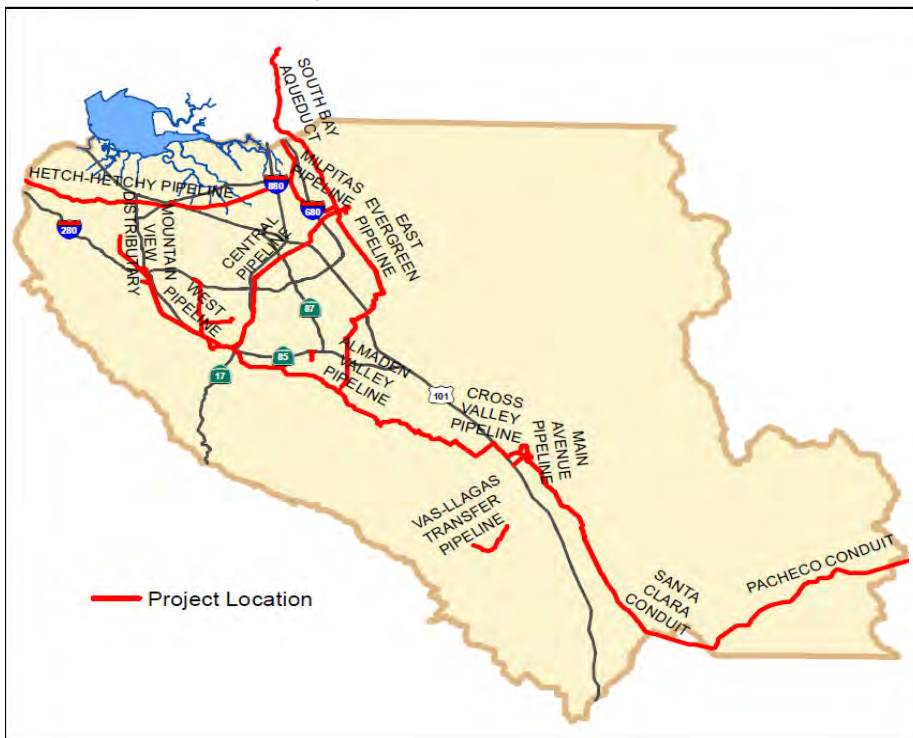 SOUTH BAY
AQUEDUCT
MILPITAS
PIPELINE
HETCH-HETCHY PIPELINE
880
680
EAST
EVERGREEN
PIPELINE
280
MOUNTAIN
VIEW
DISTRIBUTARY
CENTRAL
PIPELINE
WEST
PIPELINE
87
85
17
ALMADEN
VALLEY
PIPELINE
101
CROSS
VALLEY
PIPELINE
MAIN
AVENUE
PIPELINE
VAS-LLAGAS
TRANSFER
PIPELINE
SANTA
CLARA
CONDUIT
PACHECO CONDUIT
Project Location